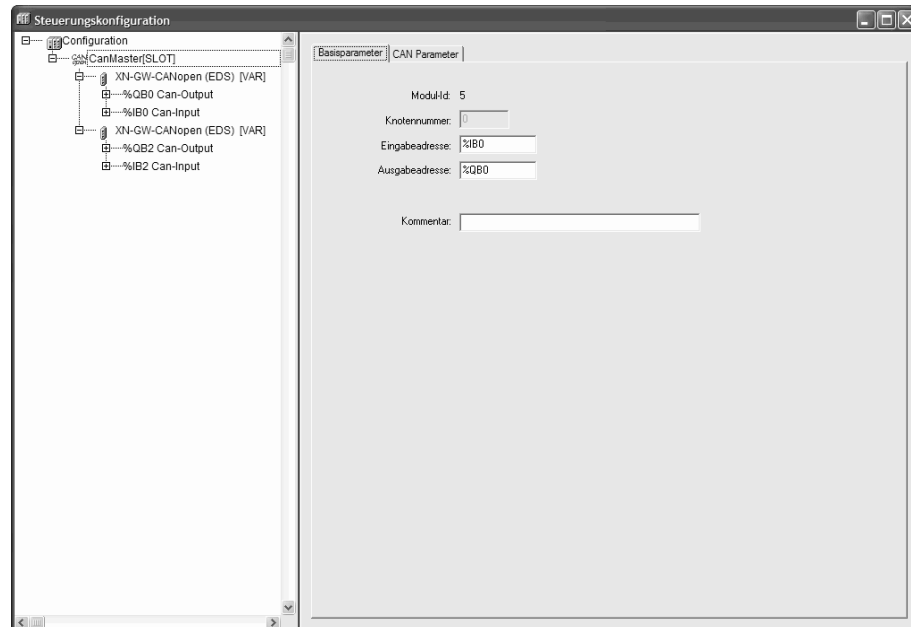 Steuerungskonfiguration
Configuration
CanMaster[SLOT]
XN-GW-CANopen (EDS) [VAR]
%QB0 Can-Output
%IB0 Can-Input
XN-GW-CANopen (EDS) [VAR]
%QB2 Can-Output
%IB2 Can-Input
Basisparameter CAN Parameter
Modul-Id: 5
Knotennummer: 0
Eingabeadresse: %IB0
Ausgabeadresse: %QB0
Kommentar: